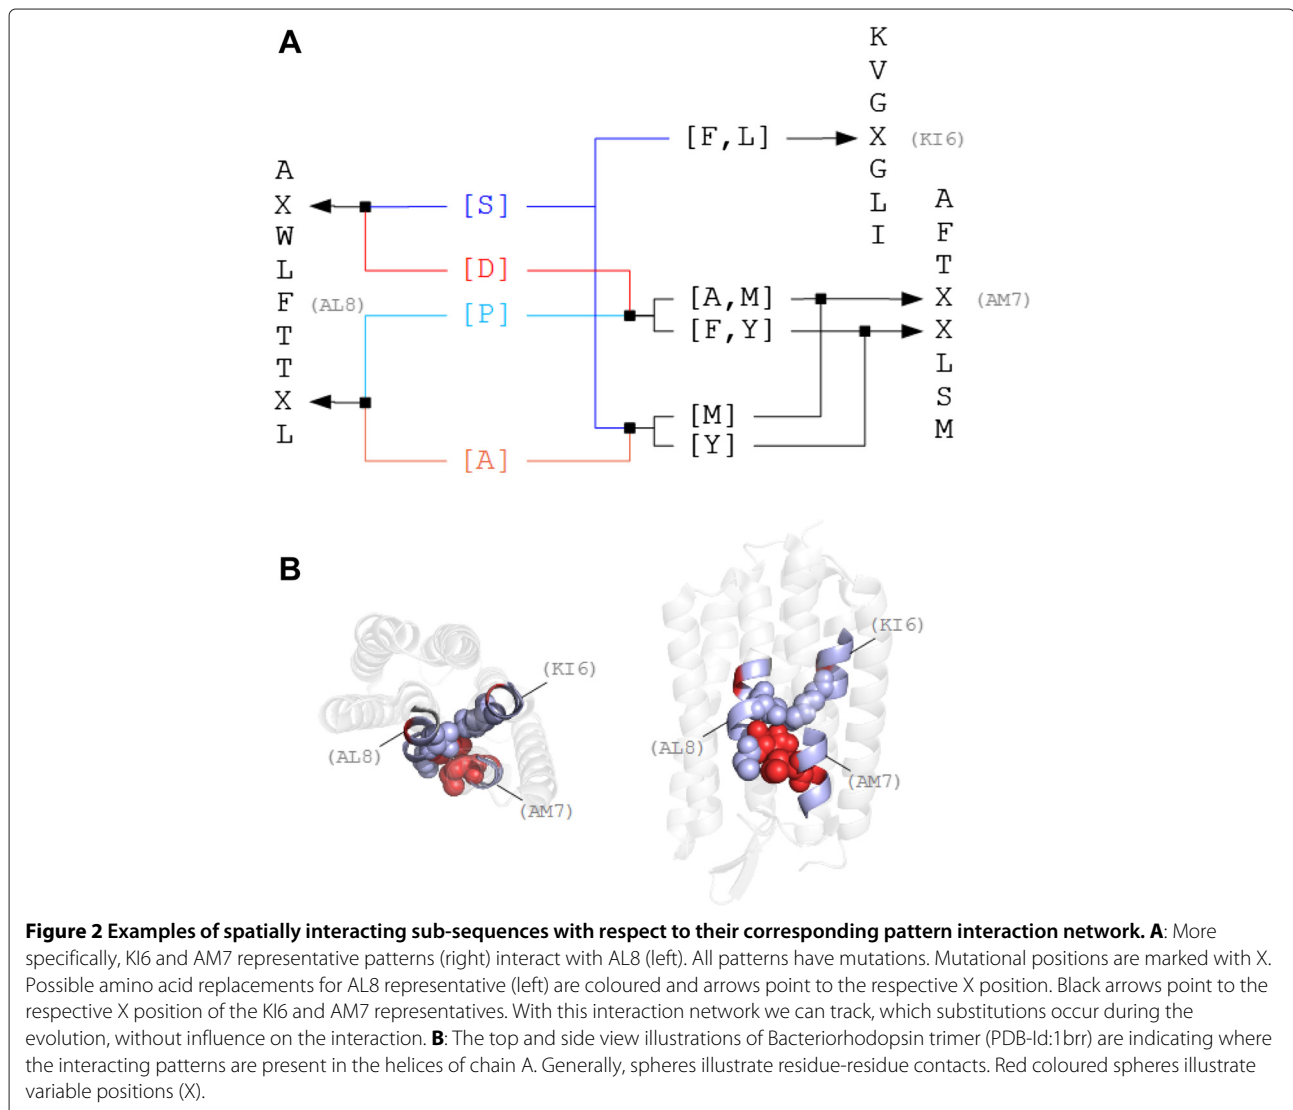 A
K
V
G
[F,L]
X
(KI6)
G
L
I
A
X
W
L
F
(AL8)
T
T
X
L
[S]
[D]
[P]
[A]
[A,M]
[F,Y]
[M]
[Y]
A
F
T
X
(AM7)
X
L
S
M
B
(KI6)
(AL8)
(AM7)
(KI6)
(AL8)
(AM7)
Figure 2 Examples of spatially interacting sub-sequences with respect to their corresponding pattern interaction network. A: More
specifically, KI6 and AM7 representative patterns (right) interact with AL8 (left). All patterns have mutations. Mutational positions are marked with X.
Possible amino acid replacements for AL8 representative (left) are coloured and arrows point to the respective X position. Black arrows point to the
respective X position of the KI6 and AM7 representatives. With this interaction network we can track, which substitutions occur during the
evolution, without influence on the interaction. B: The top and side view illustrations of Bacteriorhodopsin trimer (PDB-Id:1brr) are indicating where
the interacting patterns are present in the helices of chain A. Generally, spheres illustrate residue-residue contacts. Red coloured spheres illustrate
variable positions (X).